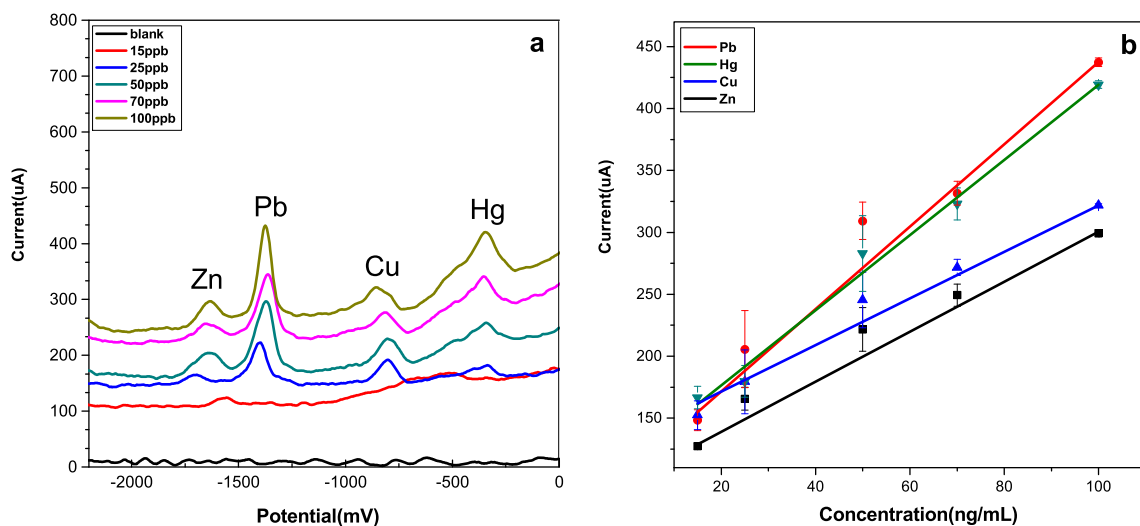 a
blank
15ppb
25ppb
50ppb
70ppb
100ppb
Zn
Pb
Cu
Hg
800
700
600
500
400
300
200
100
0
Current(uA)
-2000
-1500
-1000
-500
0
Potential(mV)
b
Pb
Hg
Cu
Zn
450
400
350
300
250
200
150
Current(uA)
20
40
60
80
100
Concentration(ng/mL)